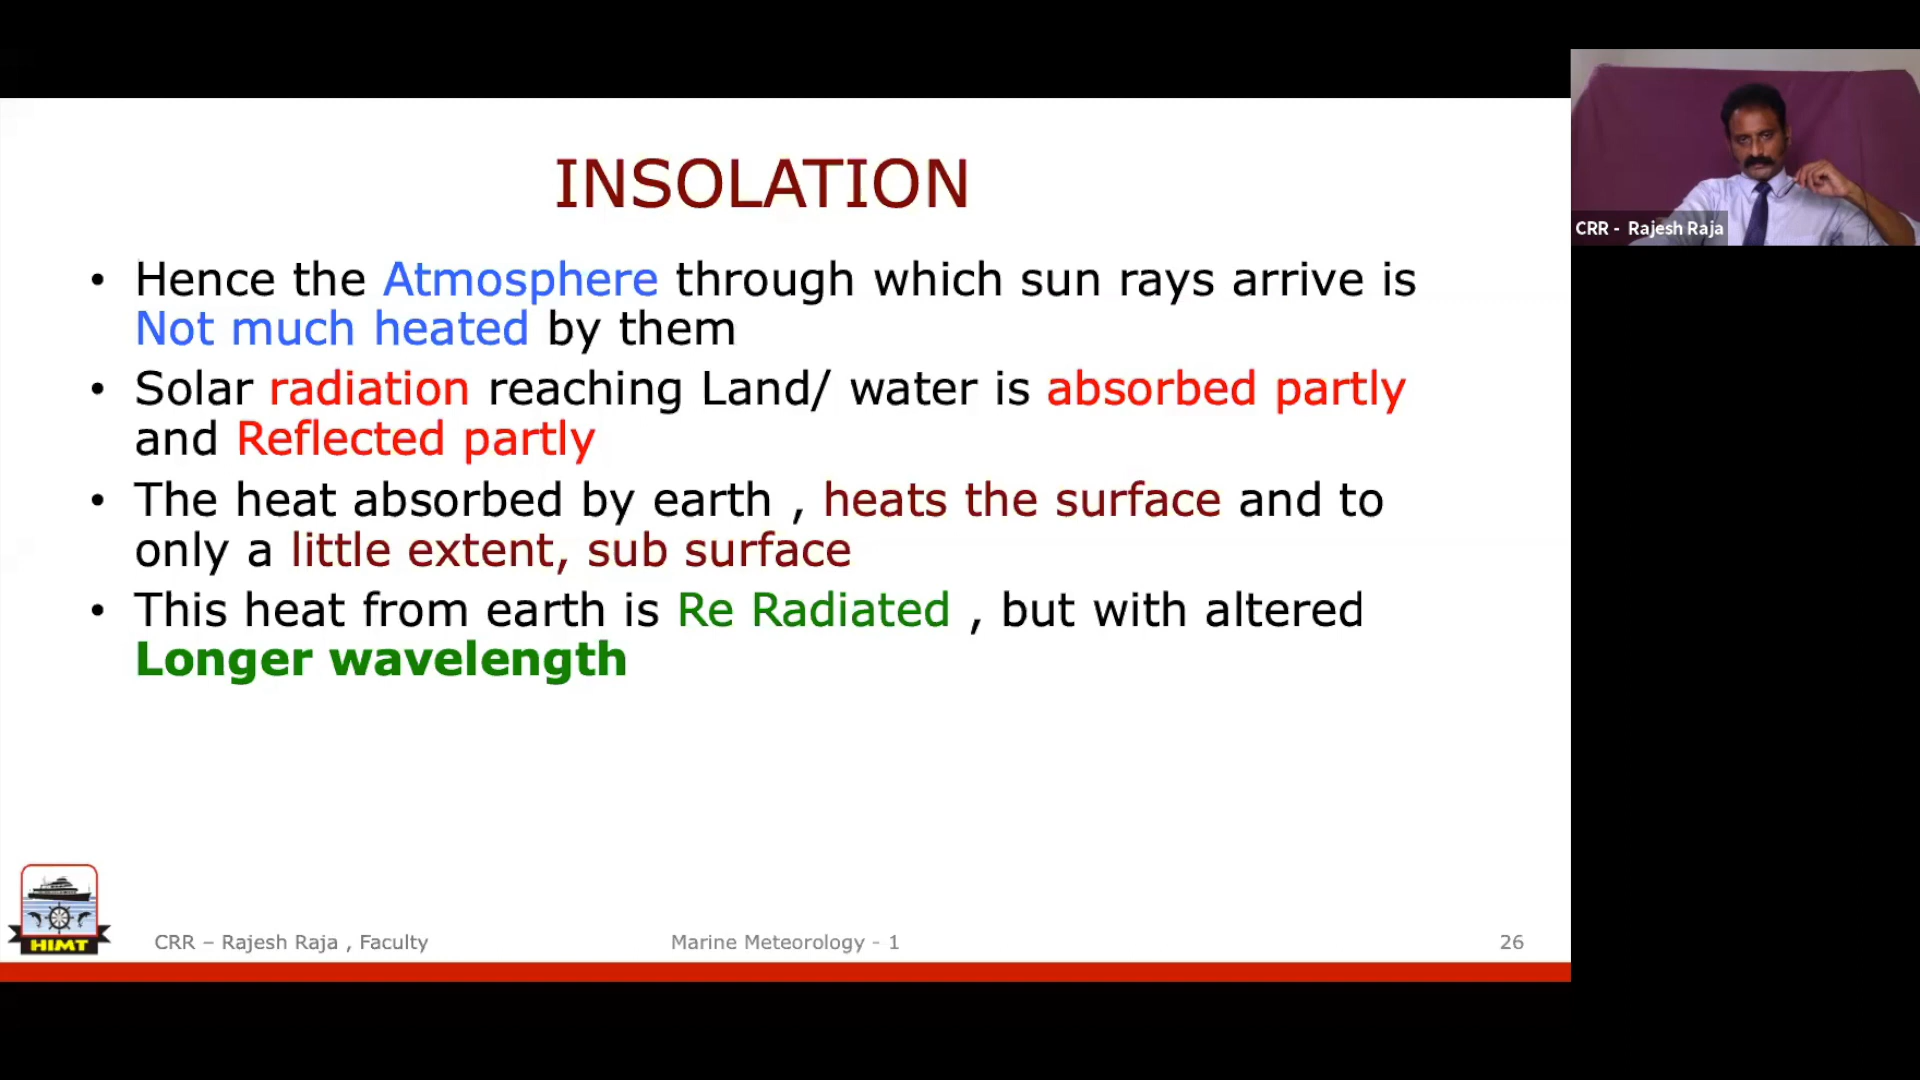 INSOLATION
• Hence the Atmosphere through which sun rays arrive is
Not much heated by them
• Solar radiation reaching Land/ water is absorbed partly
and Reflected partly
• The heat absorbed by earth , heats the surface and to
only a little extent, sub surface
• This heat from earth is Re Radiated , but with altered
Longer wavelength
CRR - Rajesh Raja
HIMT
CRR – Rajesh Raja , Faculty
Marine Meteorology - 1
26